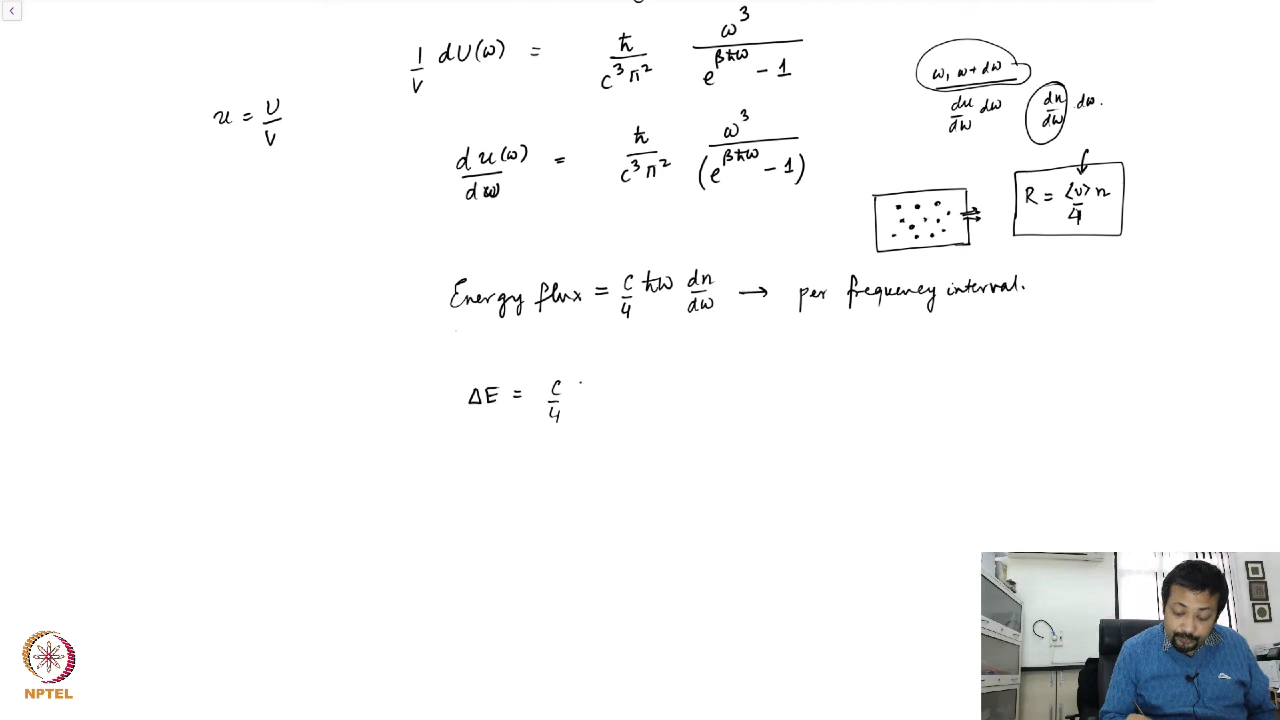 1/V dU(ω) = ħ/(c³π²) ω³/(e^{βħω} - 1)
u = U/V
du(ω)/dω = ħ/(c³π²) ω³/(e^{βħω} - 1)
ω, ω + dω
du/dω dω dn/dω dω.
R = <v>n/4
Energy flux = c/4 ħω dn/dω → per frequency interval.
ΔE = c/4
NPTEL